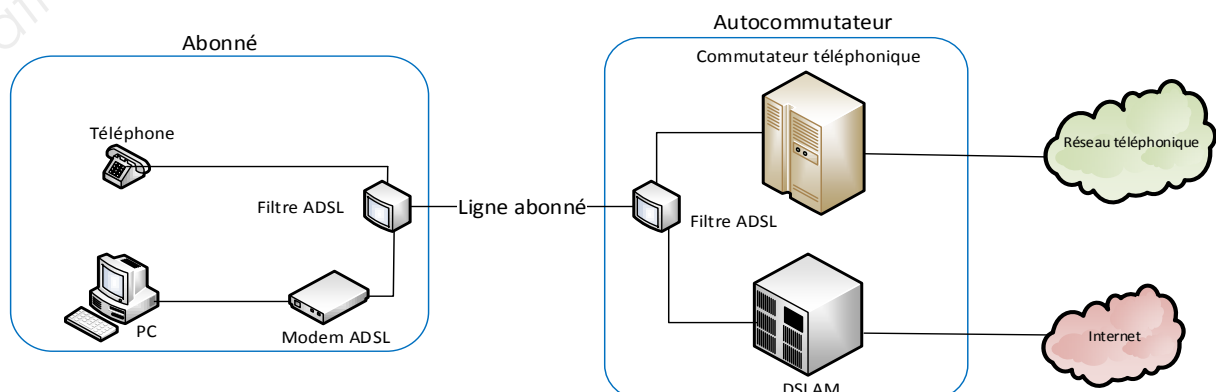 Autocommutateur
Abonné
Commutateur téléphonique
Téléphone
Réseau téléphonique
Filtre ADSL
Ligne abonné
Filtre ADSL
PC
Modem ADSL
Internet
DSLAM